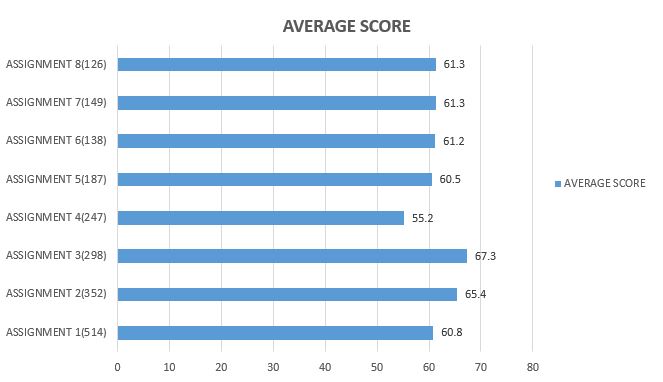 AVERAGE SCORE
ASSIGNMENT 8(126) 61.3
ASSIGNMENT 7(149) 61.3
ASSIGNMENT 6(138) 61.2
ASSIGNMENT 5(187) 60.5
AVERAGE SCORE
ASSIGNMENT 4(247) 55.2
ASSIGNMENT 3(298) 67.3
ASSIGNMENT 2(352) 65.4
ASSIGNMENT 1(514) 60.8
0 10 20 30 40 50 60 70 80